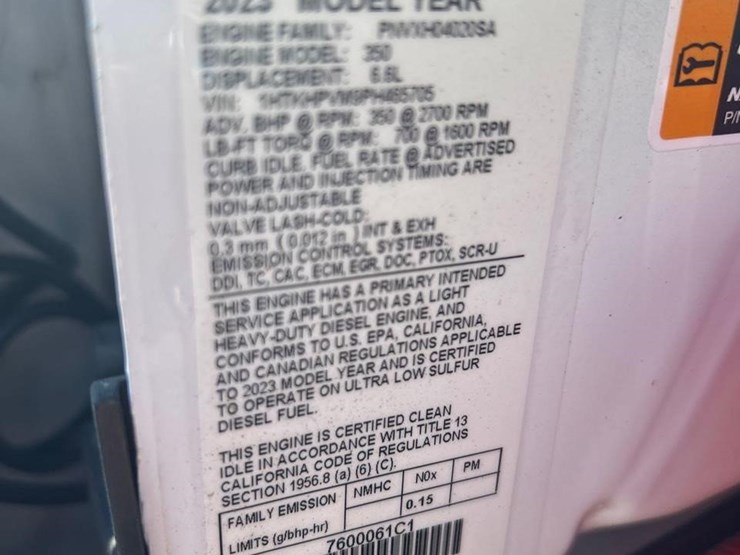 2023 MODEL YEAR
ENGINE FAMILY:
ENGINE MODEL: 350
DISPLACEMENT: 6.6L
VIN:
ADV. BHP @ RPM: 350 @ 2700 RPM
LB-FT TORQ @ RPM: 700 @ 1600 RPM
CURB IDLE, FUEL RATE @ ADVERTISED
POWER AND INJECTION TIMING ARE
NON-ADJUSTABLE
VALVE LASH-COLD:
0.3 mm (0.012 in) INT & EXH
EMISSION CONTROL SYSTEMS:
DDI, TC, CAC, ECM, EGR, DOC, PTOX, SCR-U
THIS ENGINE HAS A PRIMARY INTENDED
SERVICE APPLICATION AS A LIGHT
HEAVY-DUTY DIESEL ENGINE, AND
CONFORMS TO U.S. EPA, CALIFORNIA,
AND CANADIAN REGULATIONS APPLICABLE
TO 2023 MODEL YEAR AND IS CERTIFIED
TO OPERATE ON ULTRA LOW SULFUR
DIESEL FUEL.
THIS ENGINE IS CERTIFIED CLEAN
IDLE IN ACCORDANCE WITH TITLE 13
CALIFORNIA CODE OF REGULATIONS
SECTION 1956.8 (a) (6) (C).
FAMILY EMISSION NMHC NOx PM
LIMITS (g/bhp-hr) 0.15
7600061C1